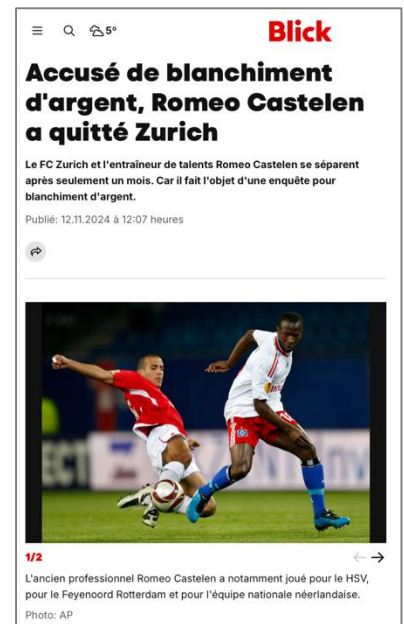 5°
Blick
Accusé de blanchiment
d'argent, Romeo Castelen
a quitté Zurich
Le FC Zurich et l'entraîneur de talents Romeo Castelen se séparent
après seulement un mois. Car il fait l'objet d'une enquête pour
blanchiment d'argent.
Publié: 12.11.2024 à 12:07 heures
1/2
L'ancien professionnel Romeo Castelen a notamment joué pour le HSV,
pour le Feyenoord Rotterdam et pour l'équipe nationale néerlandaise.
Photo: AP